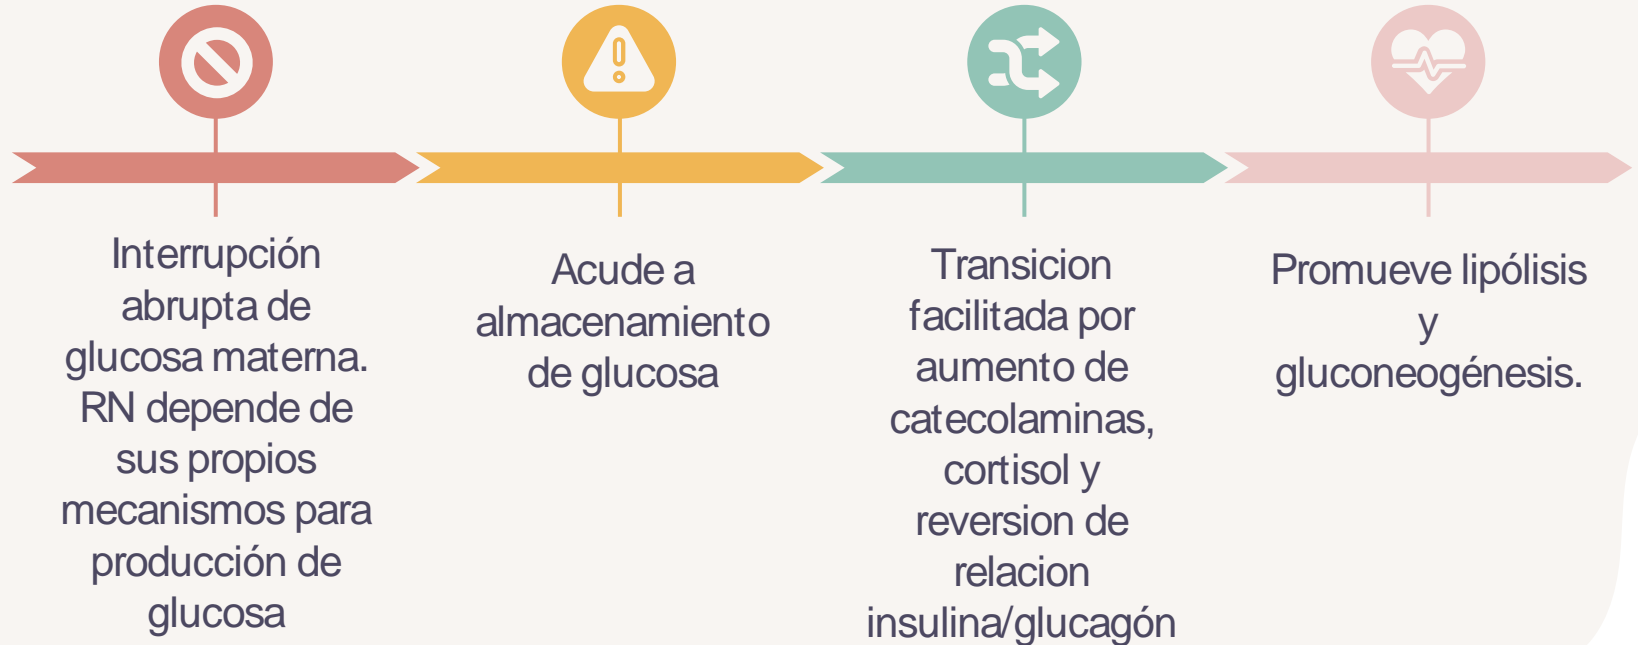 Interrupción
abrupta de
glucosa materna.
RN depende de
sus propios
mecanismos para
producción de
glucosa
Acude a
almacenamiento
de glucosa
Transicion
facilitada por
aumento de
catecolaminas,
cortisol y
reversion de
relacion
insulina/glucagón
Promueve lipólisis
y
gluconeogénesis.